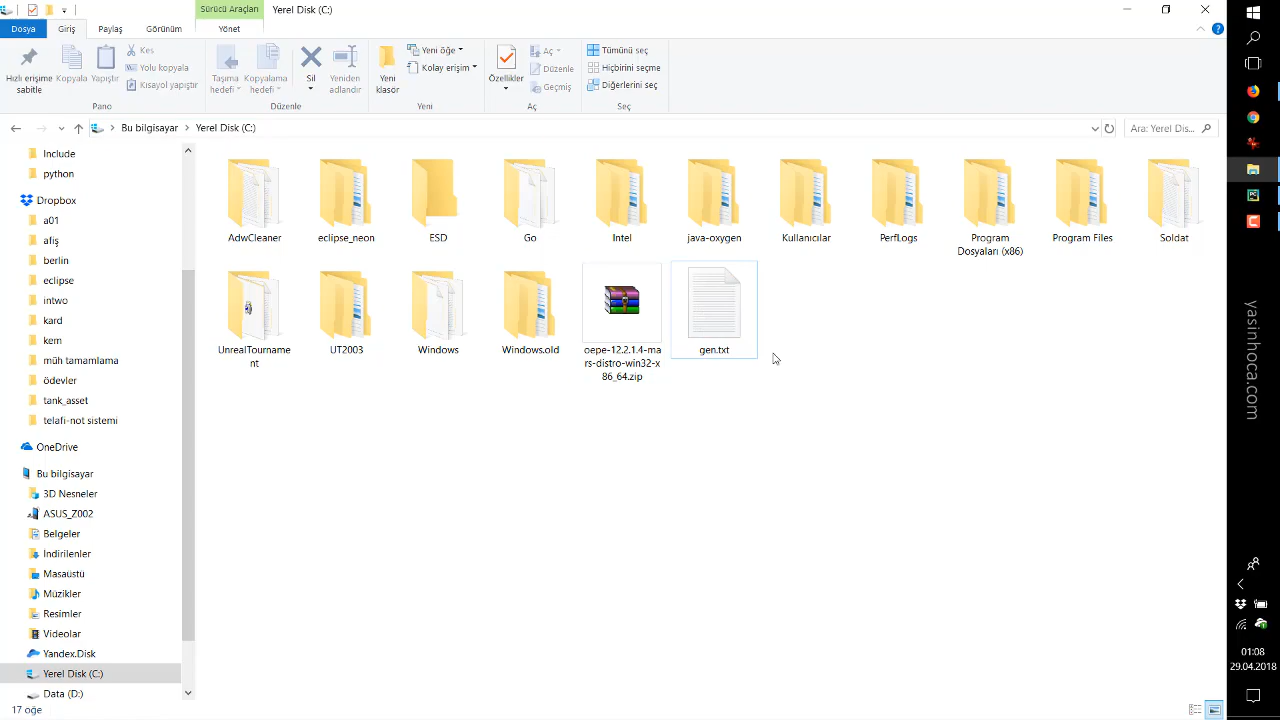 Sürücü Araçları
Yerel Disk (C:)
Dosya
Giriş
Paylaş
Görünüm
Yönet
Hızlı erişime
sabitle
Kopyala
Yapıştır
Kes
Yolu kopyala
Kısayol yapıştır
Pano
Taşıma
hedefi
Kopyalama
hedefi
Sil
Yeniden
adlandır
Düzenle
Yeni
klasör
Yeni öğe
Kolay erişim
Yeni
Özellikler
Aç
Düzenle
Geçmiş
Aç
Tümünü seç
Hiçbirini seçme
Diğerlerini seç
Seç
Bu bilgisayar
Yerel Disk (C:)
Ara: Yerel Dis...
Include
python
Dropbox
a01
afiş
berlin
eclipse
intwo
kard
kem
müh tamamlama
ödevler
tank_asset
telafi-not sistemi
OneDrive
Bu bilgisayar
3D Nesneler
ASUS_Z002
Belgeler
İndirilenler
Masaüstü
Müzikler
Resimler
Videolar
Yandex.Disk
Yerel Disk (C:)
Data (D:)
AdwCleaner
eclipse_neon
ESD
Go
Intel
java-oxygen
Kullanıcılar
PerfLogs
Program
Dosyaları (x86)
Program Files
Soldat
UnrealTourname
nt
UT2003
Windows
Windows.old
oepe-12.2.1.4-ma
rs-distro-win32-x
86_64.zip
gen.txt
17 öğe
yasinhoca.com
01:08
29.04.2018